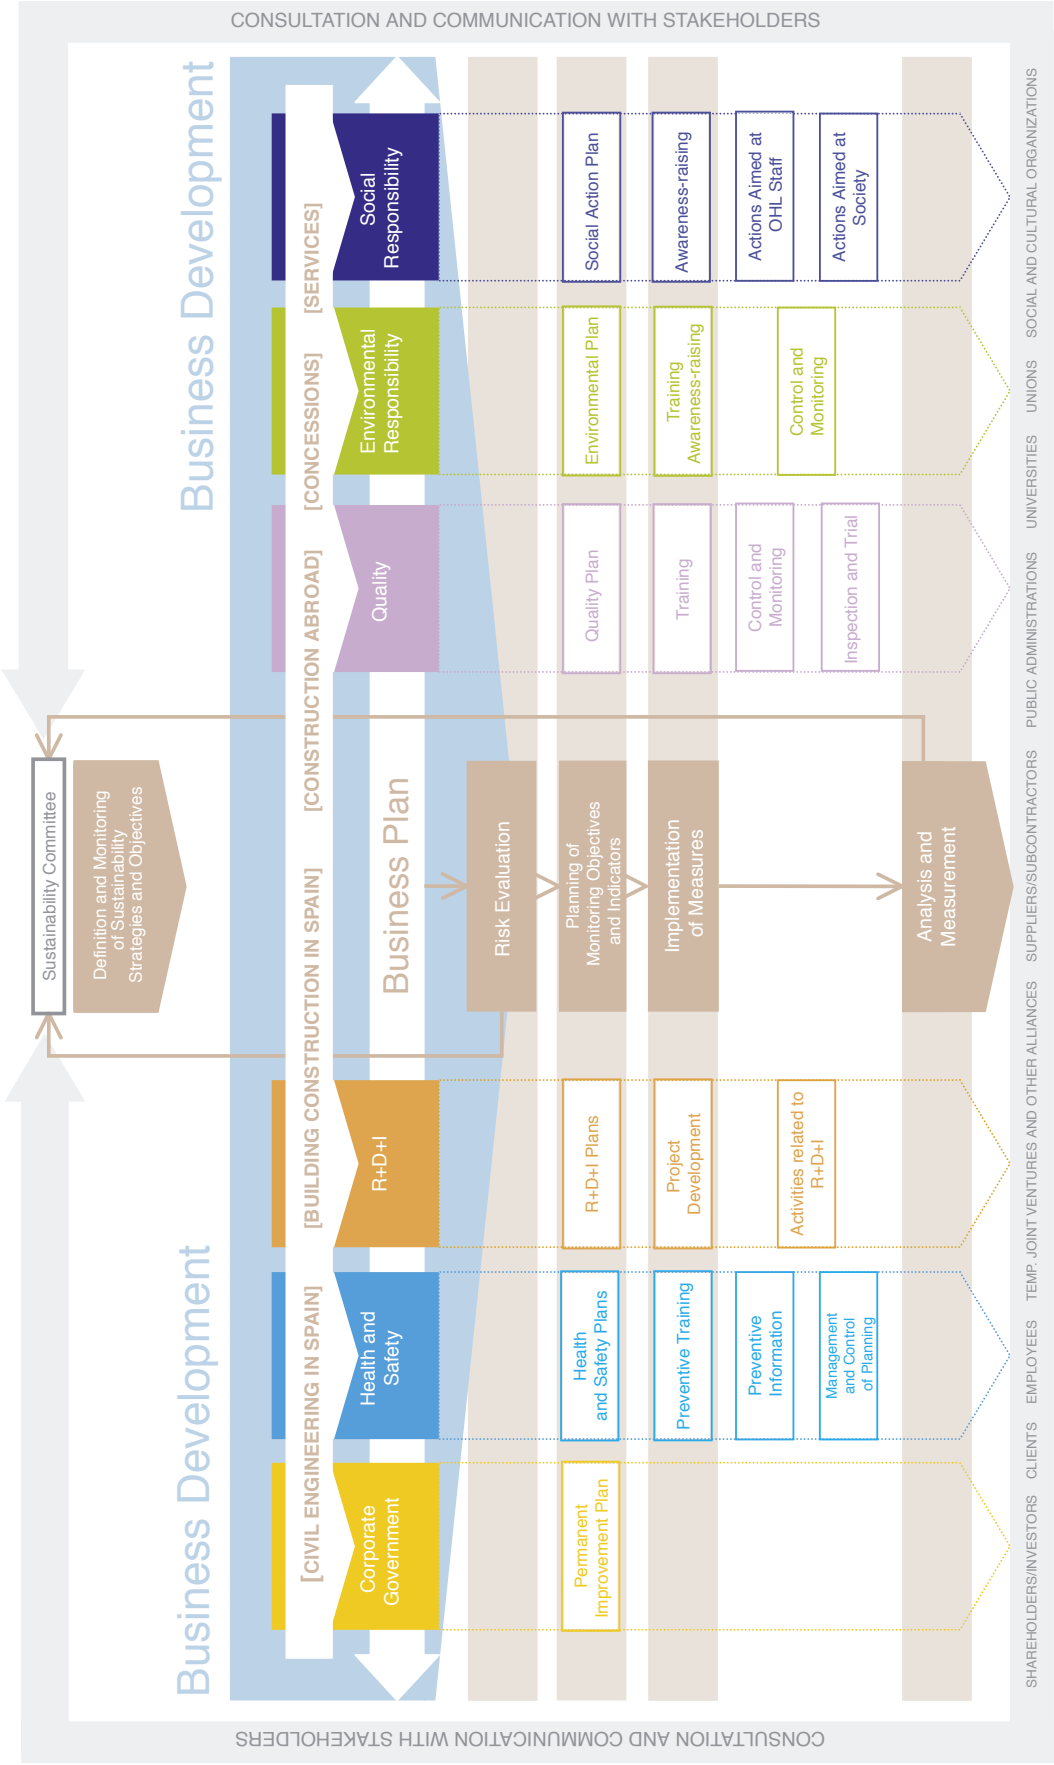 CONSULTATION AND COMMUNICATION WITH STAKEHOLDERS
Sustainability Committee
Definition and Monitoring
of Sustainability
Strategies and Objectives
Business Development
Business Development
[CIVIL ENGINEERING IN SPAIN]
[BUILDING CONSTRUCTION IN SPAIN]
[CONSTRUCTION ABROAD]
[CONCESSIONS]
[SERVICES]
Corporate
Government
Health and
Safety
R+D+I
Business Plan
Quality
Environmental
Responsibility
Social
Responsibility
Risk Evaluation
Permanent
Improvement Plan
Health
and Safety Plans
R+D+I Plans
Planning of
Monitoring Objectives
and Indicators
Quality Plan
Environmental Plan
Social Action Plan
Preventive Training
Project
Development
Implementation
of Measures
Training
Training
Awareness-raising
Awareness-raising
Preventive
Information
Activities related to
R+D+I
Control and
Monitoring
Control and
Monitoring
Actions Aimed at
OHL Staff
Management
and Control
of Planning
Inspection and Trial
Actions Aimed at
Society
Analysis and
Measurement
SHAREHOLDERS/INVESTORS
CLIENTS
EMPLOYEES
TEMP. JOINT VENTURES AND OTHER ALLIANCES
SUPPLIERS/SUBCONTRACTORS
PUBLIC ADMINISTRATIONS
UNIVERSITIES
UNIONS
SOCIAL AND CULTURAL ORGANIZATIONS
CONSULTATION AND COMMUNICATION WITH STAKEHOLDERS